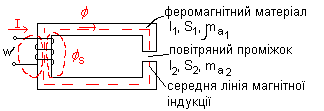 I
ϕ
W
ϕs
феромагнітний матеріал
l1, S1, ma1
повітряний проміжок
l2, S2, ma2
середня лінія магнітної
індукції